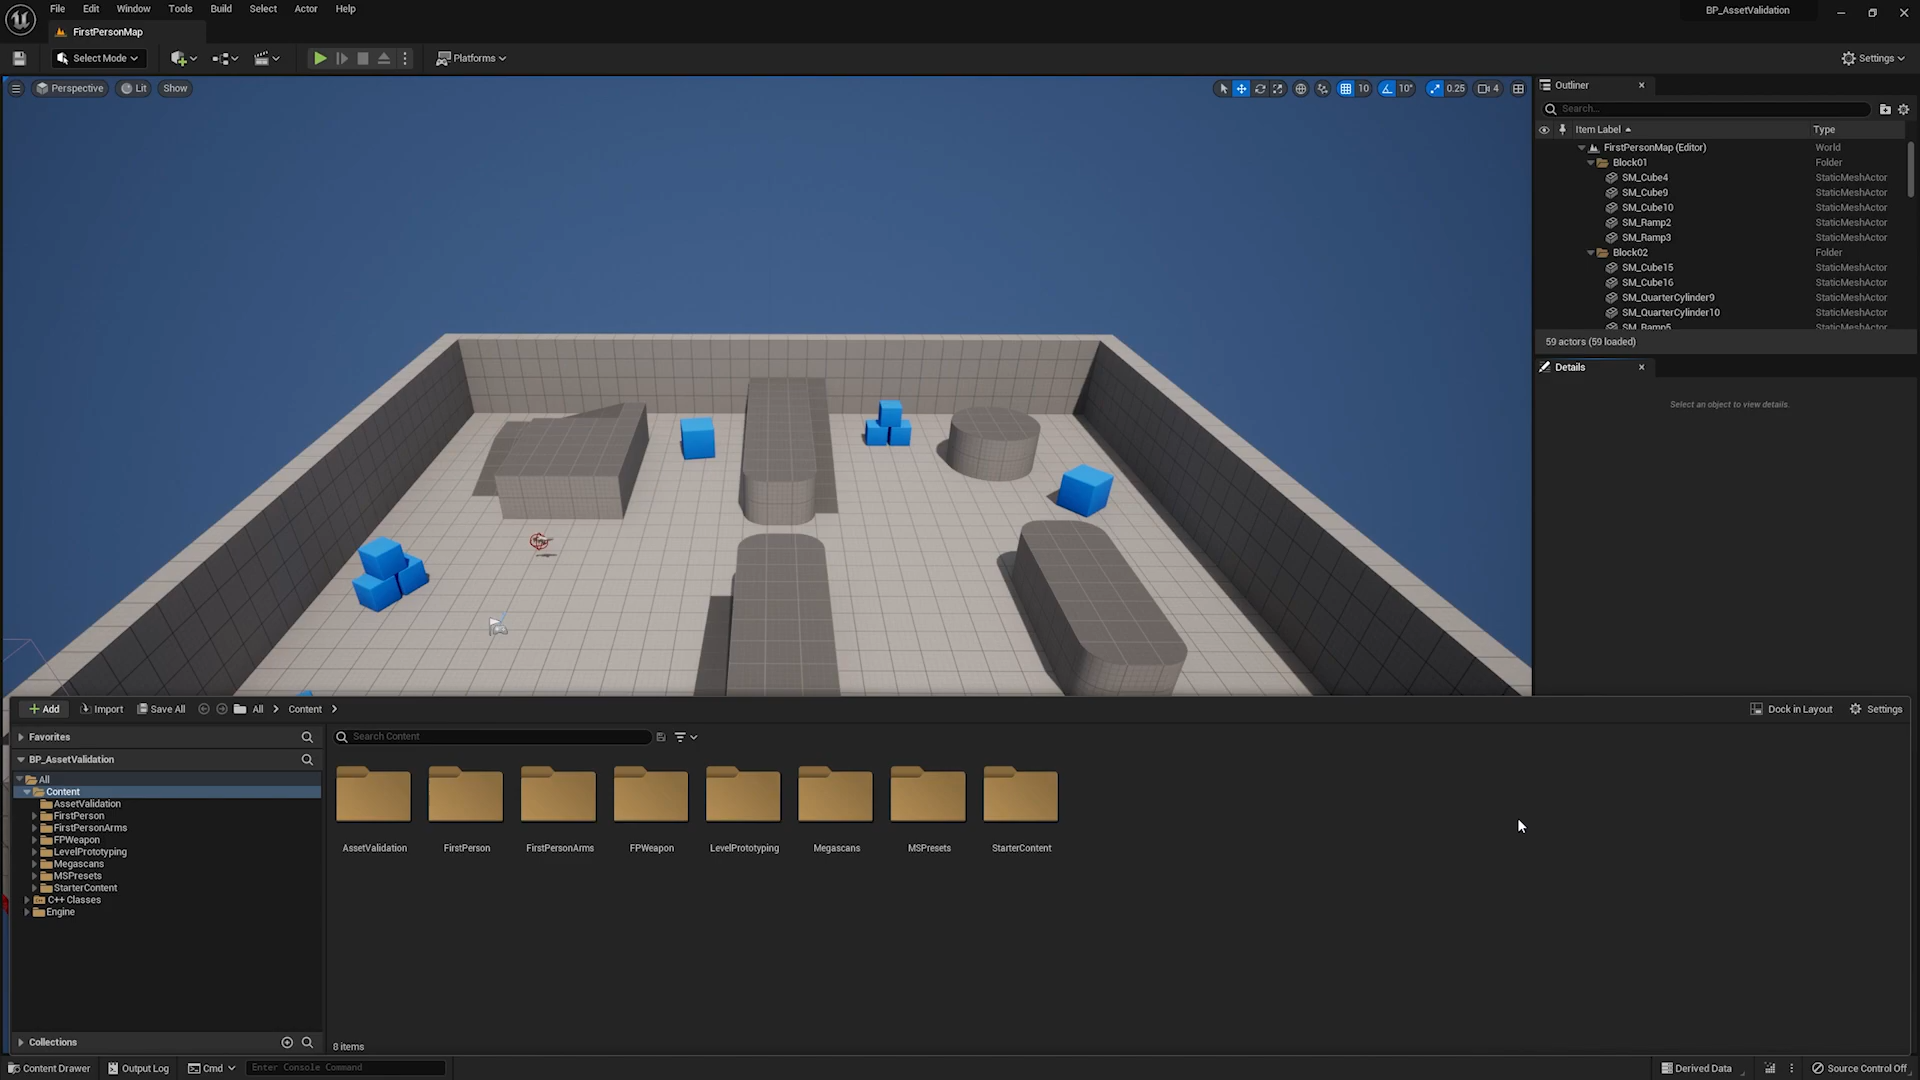 File Edit Window Tools Build Select Actor Help
BP_AssetValidation
FirstPersonMap
Select Mode
Platforms
Settings
Perspective Lit Show
10 10° 0.25 4
Outliner
Search...
Item Label Type
FirstPersonMap (Editor) World
Block01 Folder
SM_Cube4 StaticMeshActor
SM_Cube9 StaticMeshActor
SM_Cube10 StaticMeshActor
SM_Ramp2 StaticMeshActor
SM_Ramp3 StaticMeshActor
Block02 Folder
SM_Cube15 StaticMeshActor
SM_Cube16 StaticMeshActor
SM_QuarterCylinder9 StaticMeshActor
SM_QuarterCylinder10 StaticMeshActor
SM_Ramp5 StaticMeshActor
59 actors (59 loaded)
Details
Select an object to view details.
Add Import Save All All Content
Dock in Layout Settings
Favorites
Search Content
BP_AssetValidation
All
Content
AssetValidation
FirstPerson
FirstPersonArms
FPWeapon
LevelPrototyping
Megascans
MSPresets
StarterContent
C++ Classes
Engine
AssetValidation FirstPerson FirstPersonArms FPWeapon LevelPrototyping Megascans MSPresets StarterContent
Collections
8 items
Content Drawer Output Log Cmd Enter Console Command
Derived Data Source Control Off